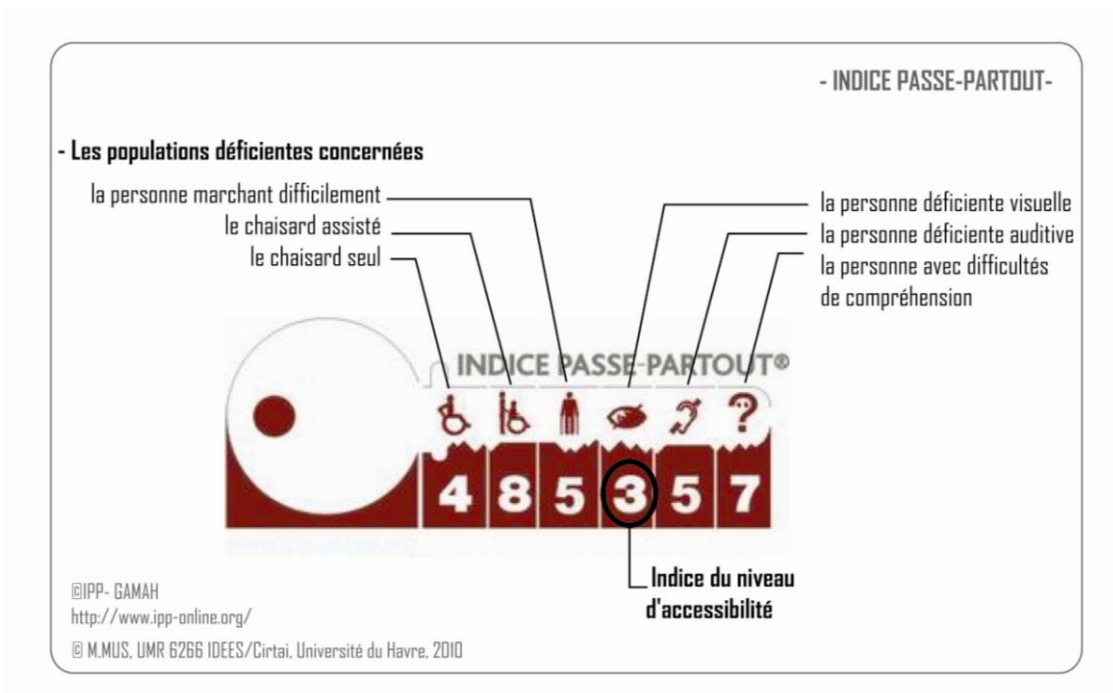 - INDICE PASSE-PARTOUT-
- Les populations déficientes concernées
la personne marchant difficilement
le chaisard assisté
le chaisard seul
la personne déficiente visuelle
la personne déficiente auditive
la personne avec difficultés
de compréhension
INDICE PASSE-PARTOUT®
4 8 5 3 5 7
Indice du niveau
d'accessibilité
©IPP- GAMAH
http://www.ipp-online.org/
© M.MUS, UMR 6266 IDEES/Cirtai, Université du Havre, 2010